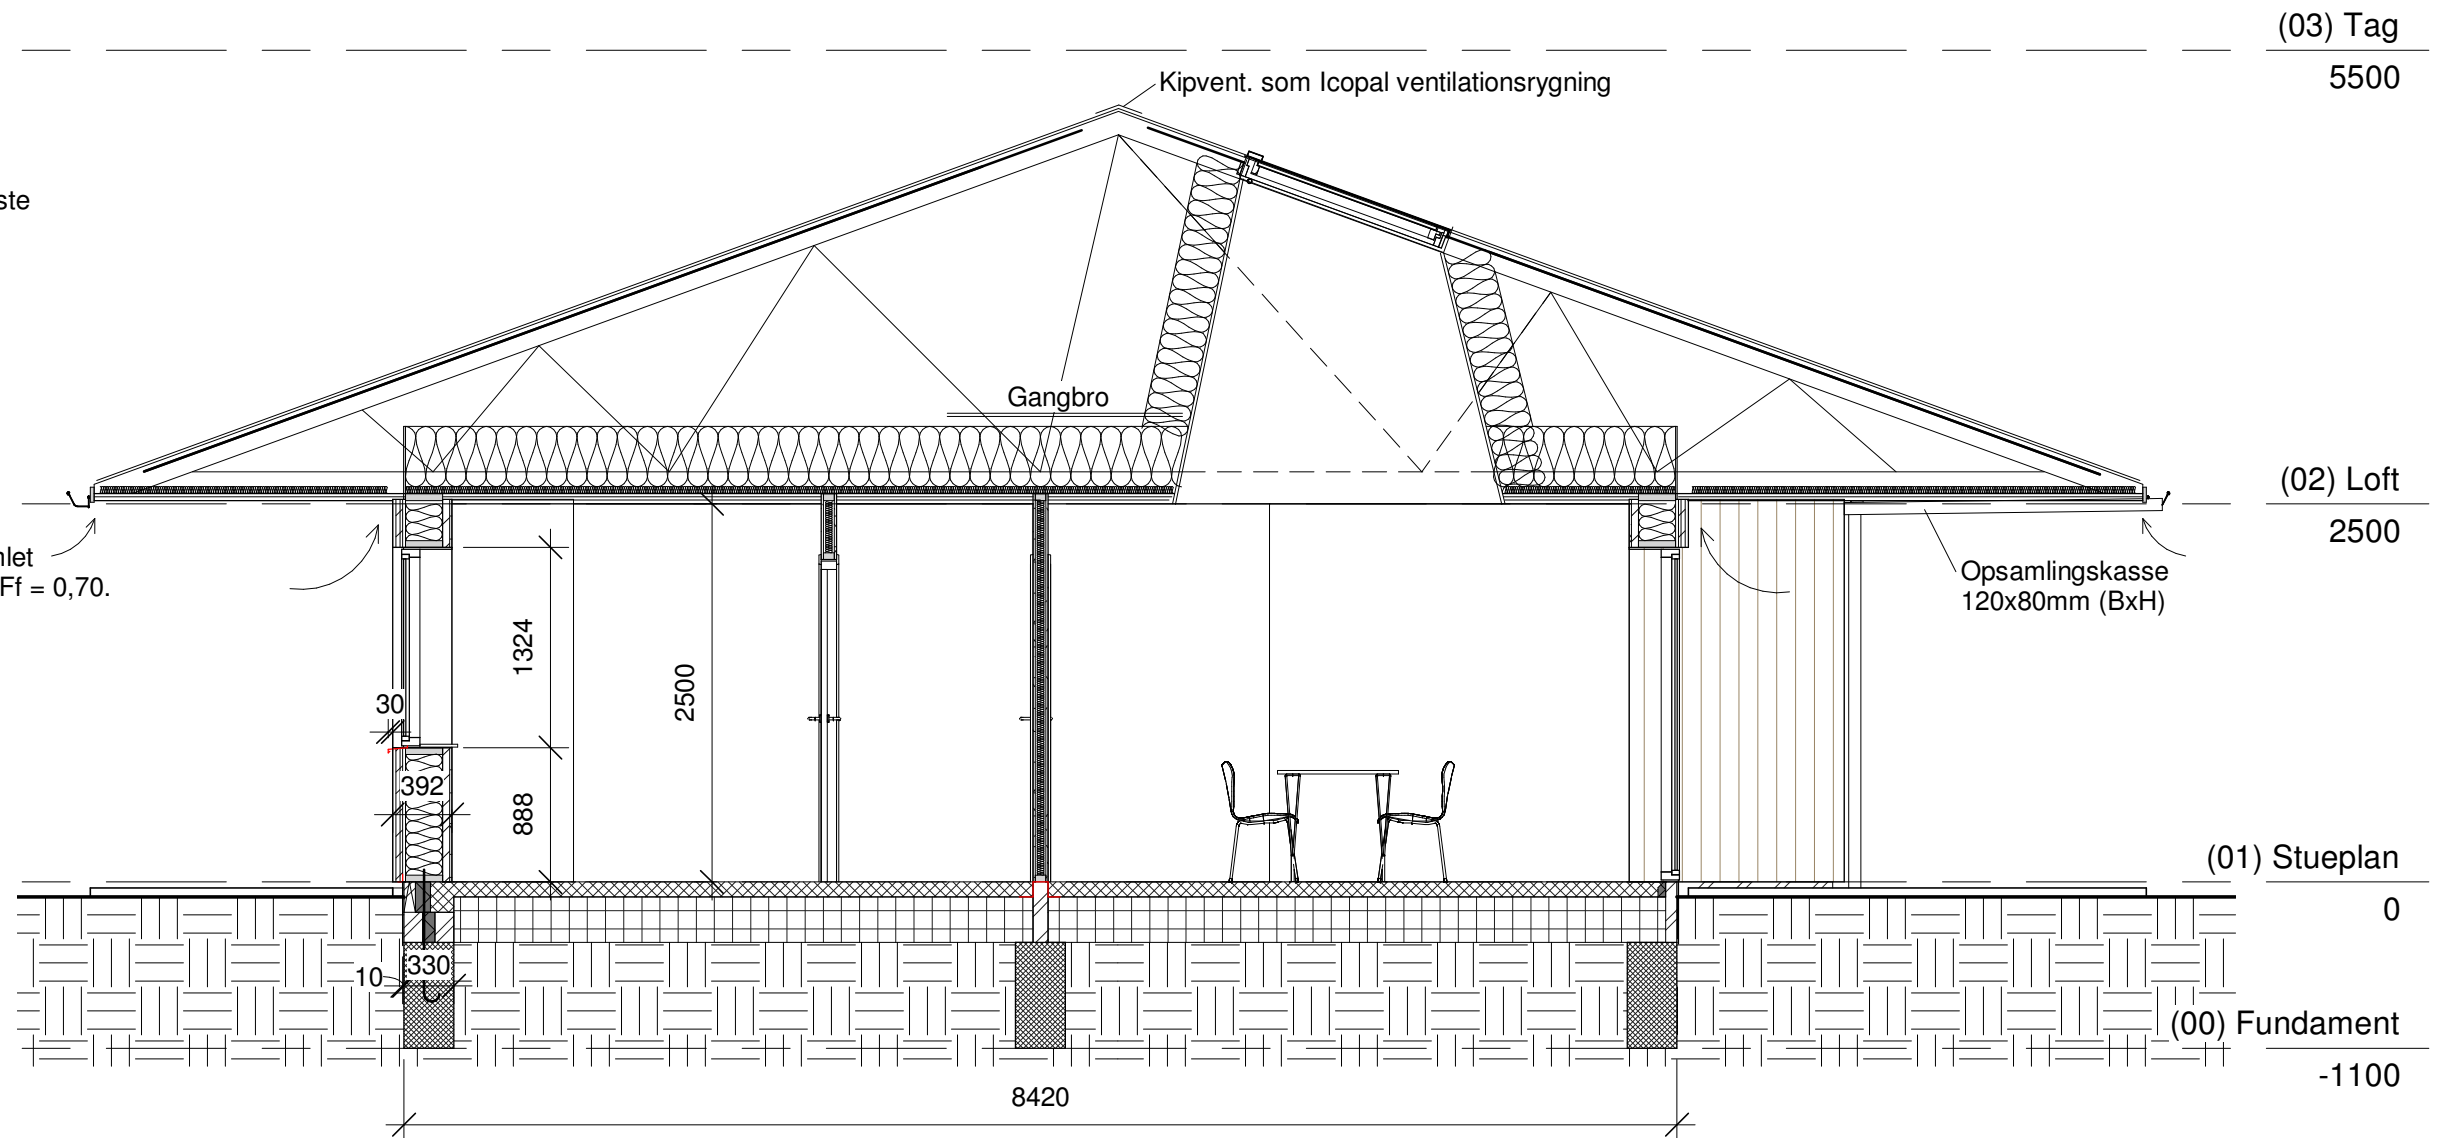 (03) Tag
5500
Kipvent. som Icopal ventilationsrygning
ste
Gangbro
(02) Loft
2500
nlet
Ff = 0,70.
Opsamlingskasse
120x80mm (BxH)
1324
2500
30
392
888
(01) Stueplan
0
10
330
(00) Fundament
-1100
8420